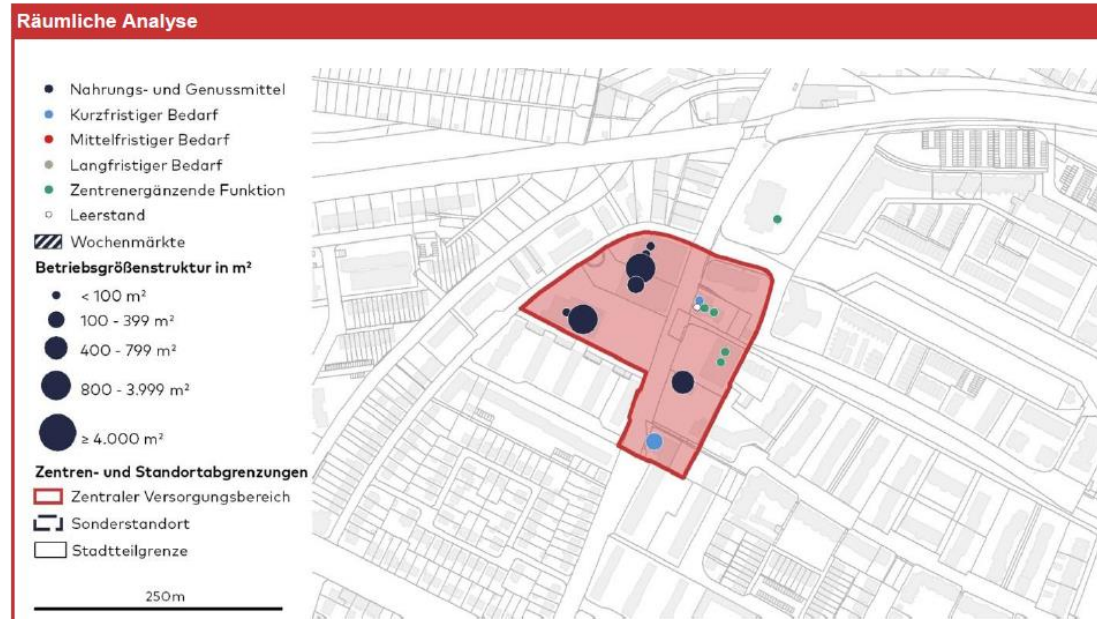 Räumliche Analyse
Nahrungs- und Genussmittel
Kurzfristiger Bedarf
Mittelfristiger Bedarf
Langfristiger Bedarf
Zentrenergänzende Funktion
Leerstand
Wochenmärkte
Betriebsgrößenstruktur in m²
< 100 m²
100 - 399 m²
400 - 799 m²
800 - 3.999 m²
≥ 4.000 m²
Zentren- und Standortabgrenzungen
Zentraler Versorgungsbereich
Sonderstandort
Stadtteilgrenze
250m